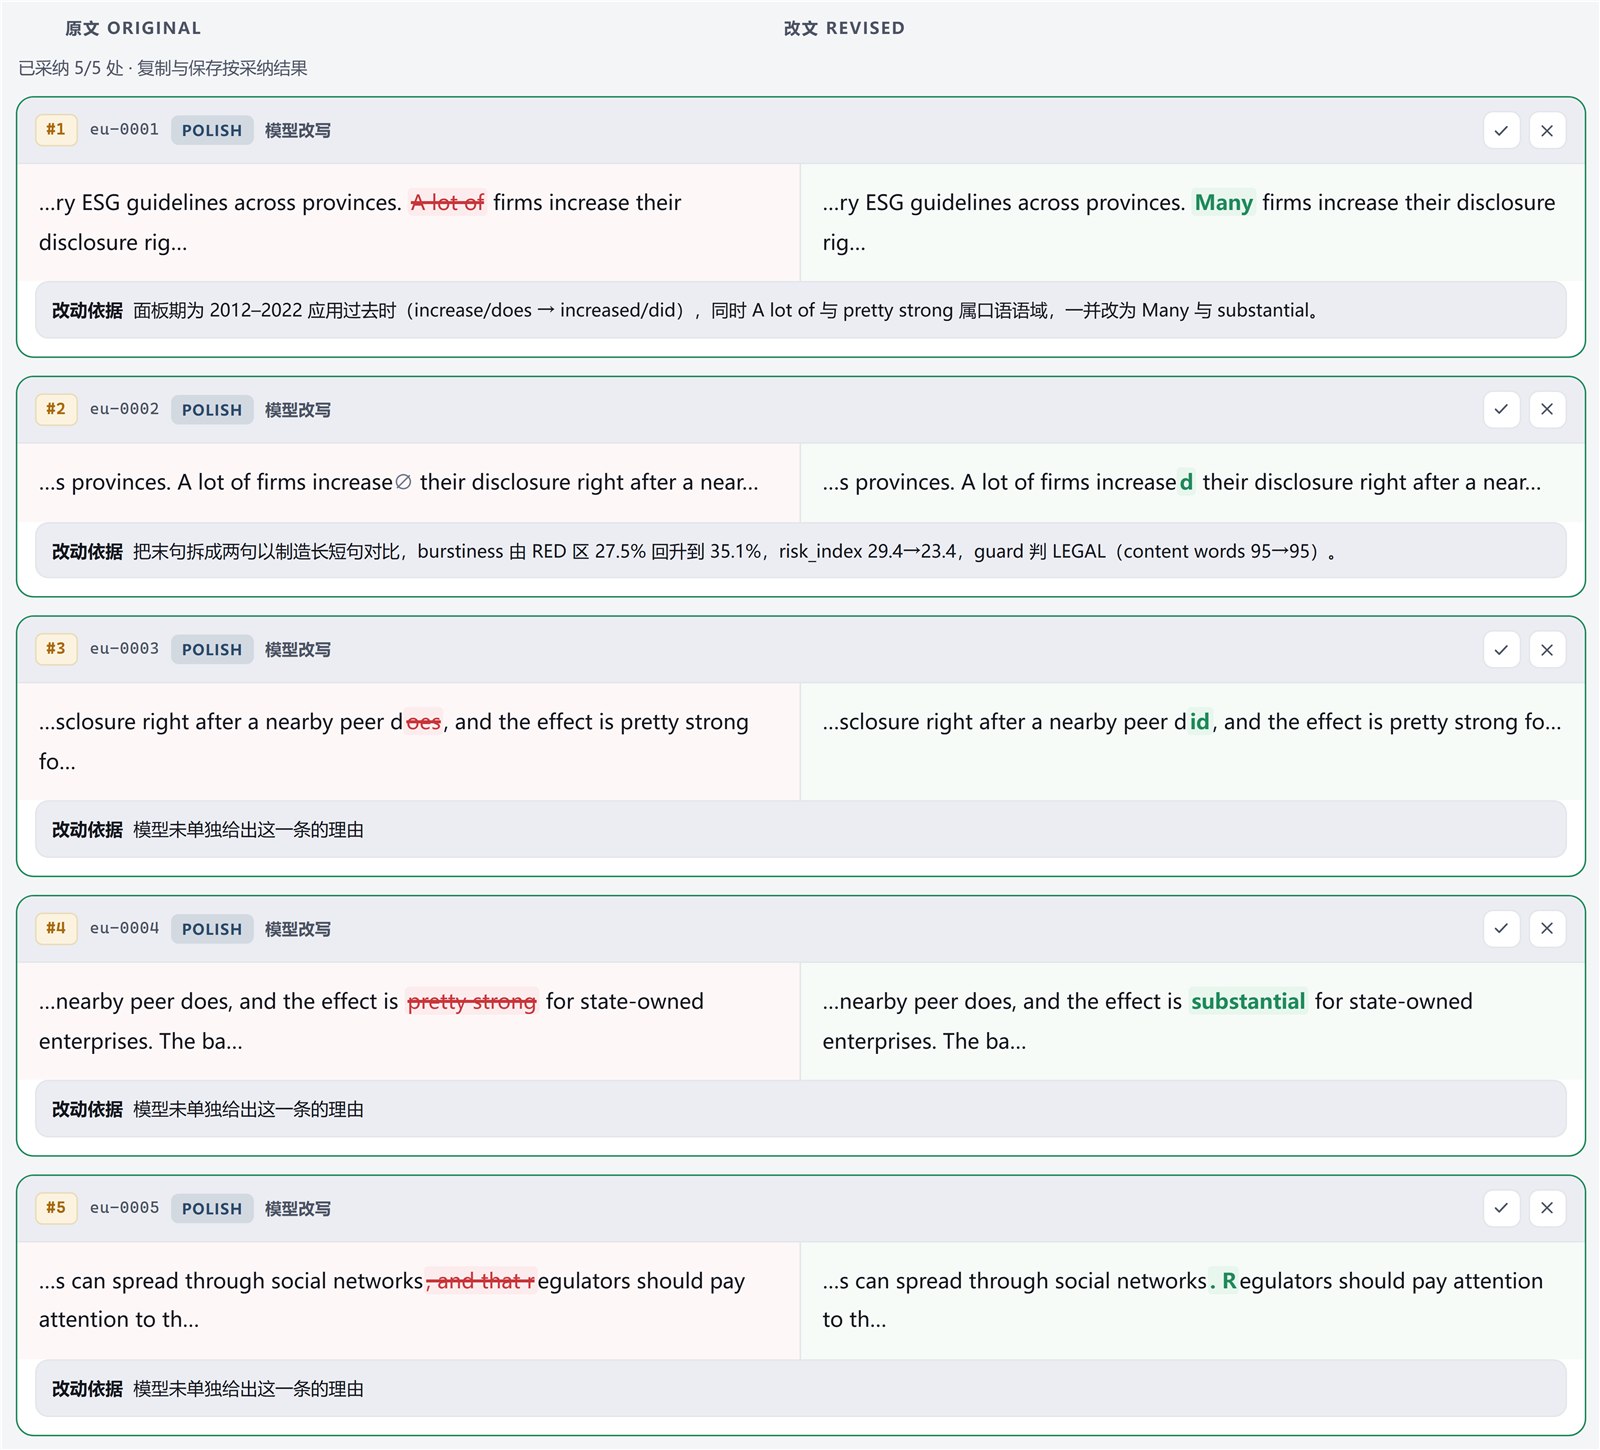 原文 ORIGINAL
改文 REVISED
已采纳 5/5 处 · 复制与保存按采纳结果
#1 eu-0001 POLISH 模型改写
...ry ESG guidelines across provinces. A lot of firms increase their
disclosure rig...
...ry ESG guidelines across provinces. Many firms increase their disclosure
rig...
改动依据 面板期为 2012–2022 应用过去时（increase/does → increased/did），同时 A lot of 与 pretty strong 属口语语域，一并改为 Many 与 substantial。
#2 eu-0002 POLISH 模型改写
...s provinces. A lot of firms increase∅ their disclosure right after a near...
...s provinces. A lot of firms increased their disclosure right after a near...
改动依据 把末句拆成两句以制造长短句对比，burstiness 由 RED 区 27.5% 回升到 35.1%，risk_index 29.4→23.4，guard 判 LEGAL（content words 95→95）。
#3 eu-0003 POLISH 模型改写
...sclosure right after a nearby peer does, and the effect is pretty strong
fo...
...sclosure right after a nearby peer did, and the effect is pretty strong fo...
改动依据 模型未单独给出这一条的理由
#4 eu-0004 POLISH 模型改写
...nearby peer does, and the effect is pretty strong for state-owned
enterprises. The ba...
...nearby peer does, and the effect is substantial for state-owned
enterprises. The ba...
改动依据 模型未单独给出这一条的理由
#5 eu-0005 POLISH 模型改写
...s can spread through social networks, and that regulators should pay
attention to th...
...s can spread through social networks. Regulators should pay attention
to th...
改动依据 模型未单独给出这一条的理由